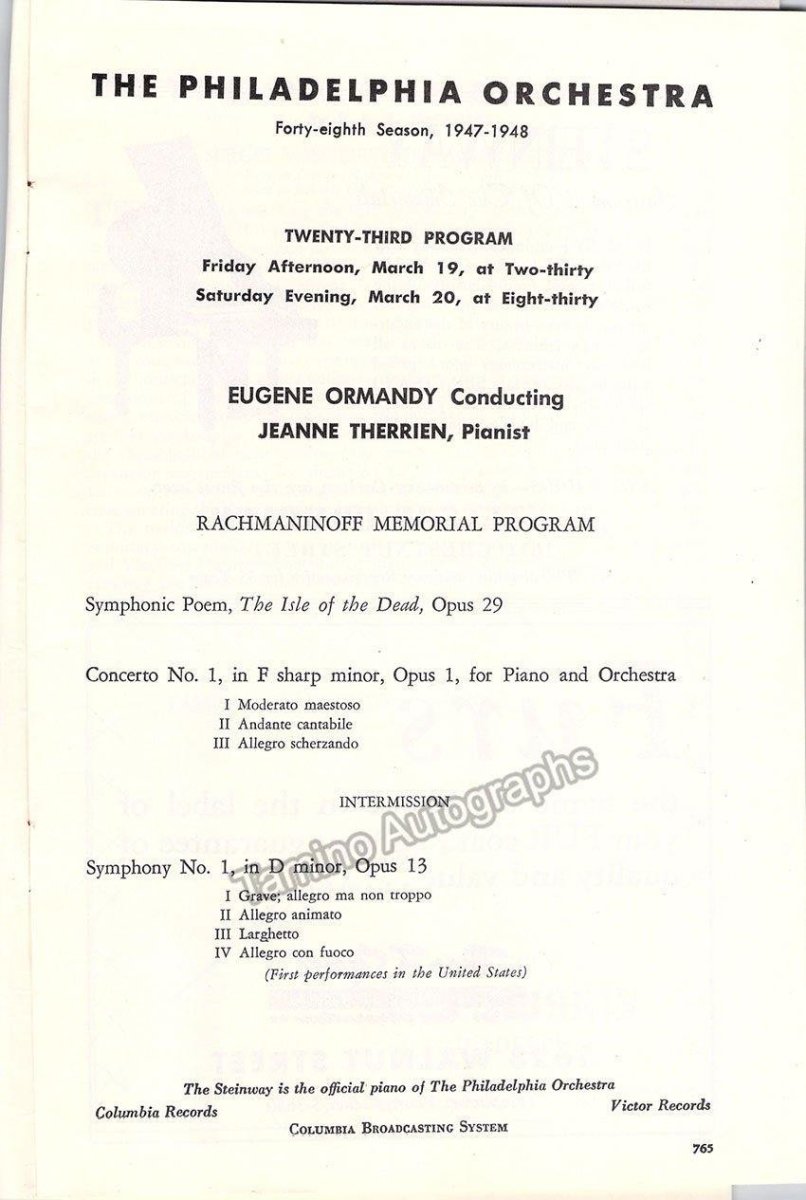 THE PHILADELPHIA ORCHESTRA
Forty-eighth Season, 1947-1948
TWENTY-THIRD PROGRAM
Friday Afternoon, March 19, at Two-thirty
Saturday Evening, March 20, at Eight-thirty
EUGENE ORMANDY Conducting
JEANNE THERRIEN, Pianist
RACHMANINOFF MEMORIAL PROGRAM
Symphonic Poem, The Isle of the Dead, Opus 29
Concerto No. 1, in F sharp minor, Opus 1, for Piano and Orchestra
I Moderato maestoso
II Andante cantabile
III Allegro scherzando
INTERMISSION
Tamino Autographs
Symphony No. 1, in D minor, Opus 13
I Grave; allegro ma non troppo
II Allegro animato
III Larghetto
IV Allegro con fuoco
(First performances in the United States)
The Steinway is the official piano of The Philadelphia Orchestra
Columbia Records Victor Records
COLUMBIA BROADCASTING SYSTEM
765